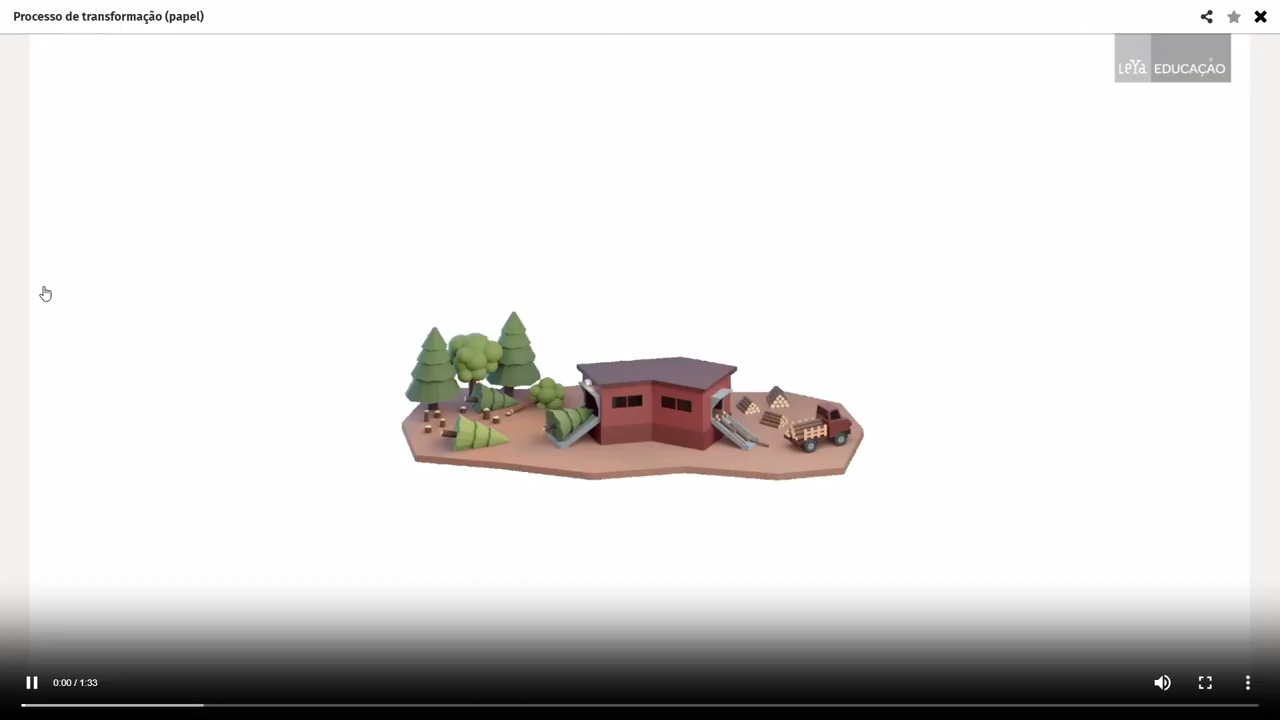 Processo de transformação (papel)
LEYA EDUCAÇÃO
0:00 / 1:33